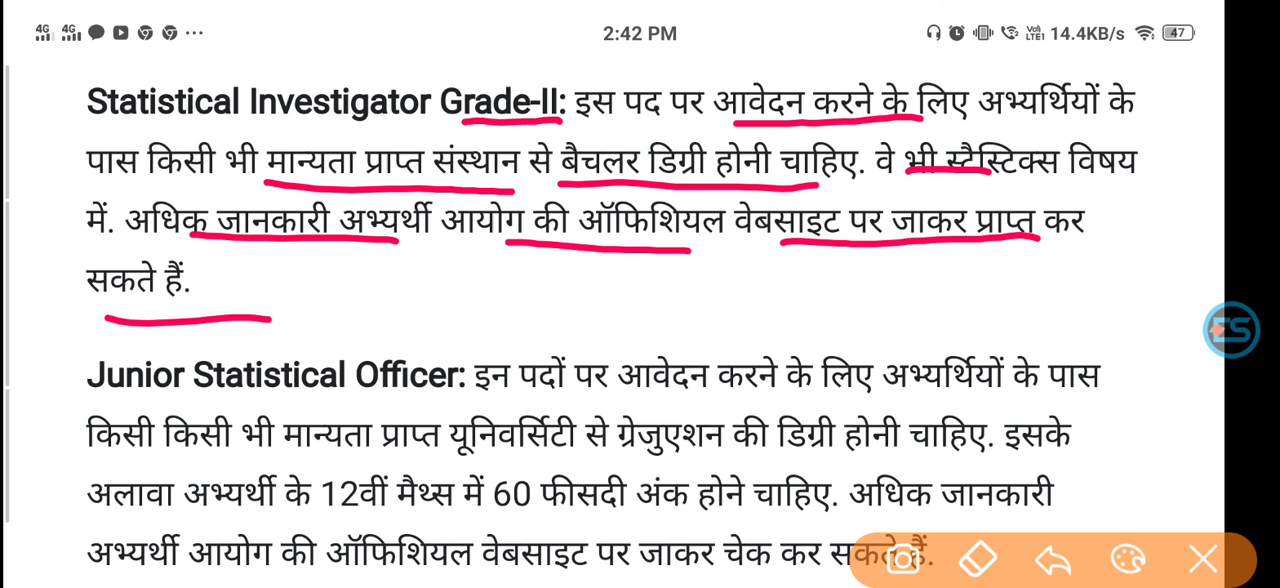 4G 4G 2:42 PM VoI LTE1 14.4KB/s 47
Statistical Investigator Grade-II: इस पद पर आवेदन करने के लिए अभ्यर्थियों के
पास किसी भी मान्यता प्राप्त संस्थान से बैचलर डिग्री होनी चाहिए. वे भी स्टैस्टिक्स विषय
में. अधिक जानकारी अभ्यर्थी आयोग की ऑफिशियल वेबसाइट पर जाकर प्राप्त कर
सकते हैं.
ES
Junior Statistical Officer: इन पदों पर आवेदन करने के लिए अभ्यर्थियों के पास
किसी किसी भी मान्यता प्राप्त यूनिवर्सिटी से ग्रेजुएशन की डिग्री होनी चाहिए. इसके
अलावा अभ्यर्थी के 12वीं मैथ्स में 60 फीसदी अंक होने चाहिए. अधिक जानकारी
अभ्यर्थी आयोग की ऑफिशियल वेबसाइट पर जाकर चेक कर सकते हैं.